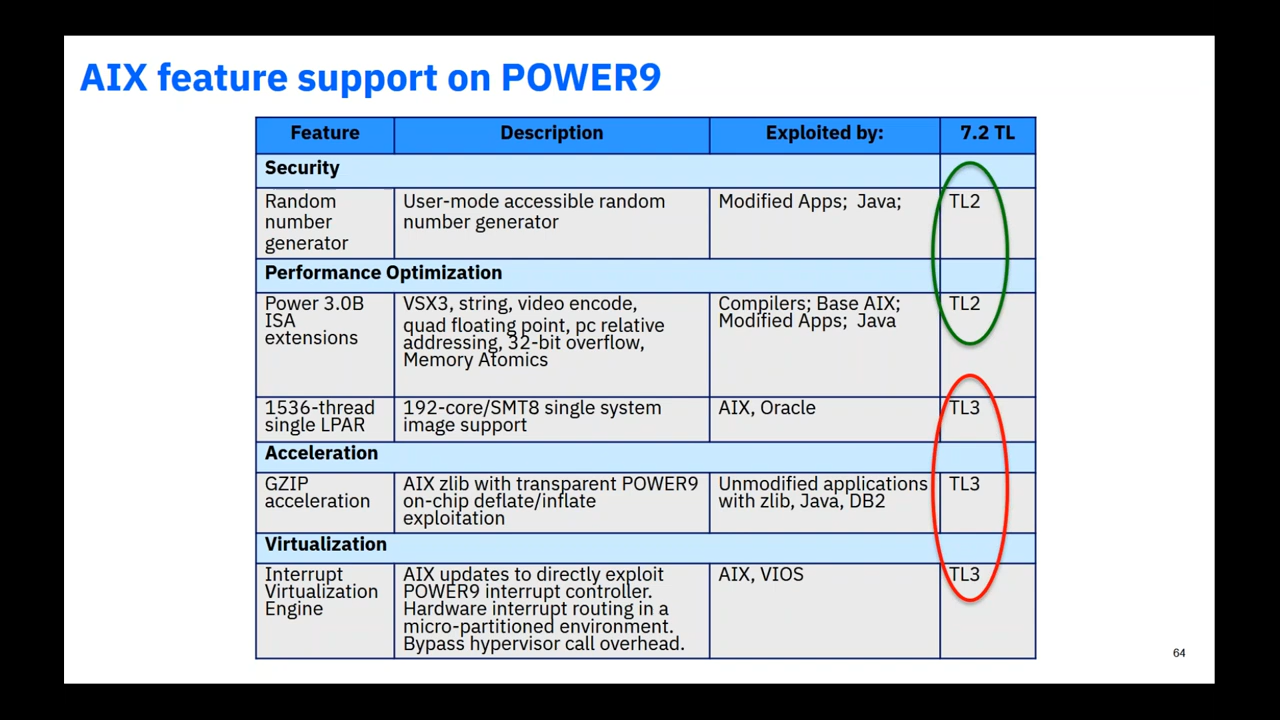 AIX feature support on POWER9
Feature Description Exploited by: 7.2 TL
Security
Random User-mode accessible random Modified Apps; Java; TL2
number number generator
generator
Performance Optimization
Power 3.0B VSX3, string, video encode, Compilers; Base AIX; TL2
ISA quad floating point, pc relative Modified Apps; Java
extensions addressing, 32-bit overflow,
Memory Atomics
1536-thread 192-core/SMT8 single system AIX, Oracle TL3
single LPAR image support
Acceleration
GZIP AIX zlib with transparent POWER9 Unmodified applications TL3
acceleration on-chip deflate/inflate with zlib, Java, DB2
exploitation
Virtualization
Interrupt AIX updates to directly exploit AIX, VIOS TL3
Virtualization POWER9 interrupt controller.
Engine Hardware interrupt routing in a
micro-partitioned environment.
Bypass hypervisor call overhead.
64